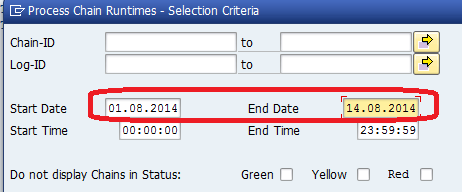 Process Chain Runtimes - Selection Criteria
Chain-ID to
Log-ID to
Start Date 01.08.2014 End Date 14.08.2014
Start Time 00:00:00 End Time 23:59:59
Do not display Chains in Status: Green Yellow Red